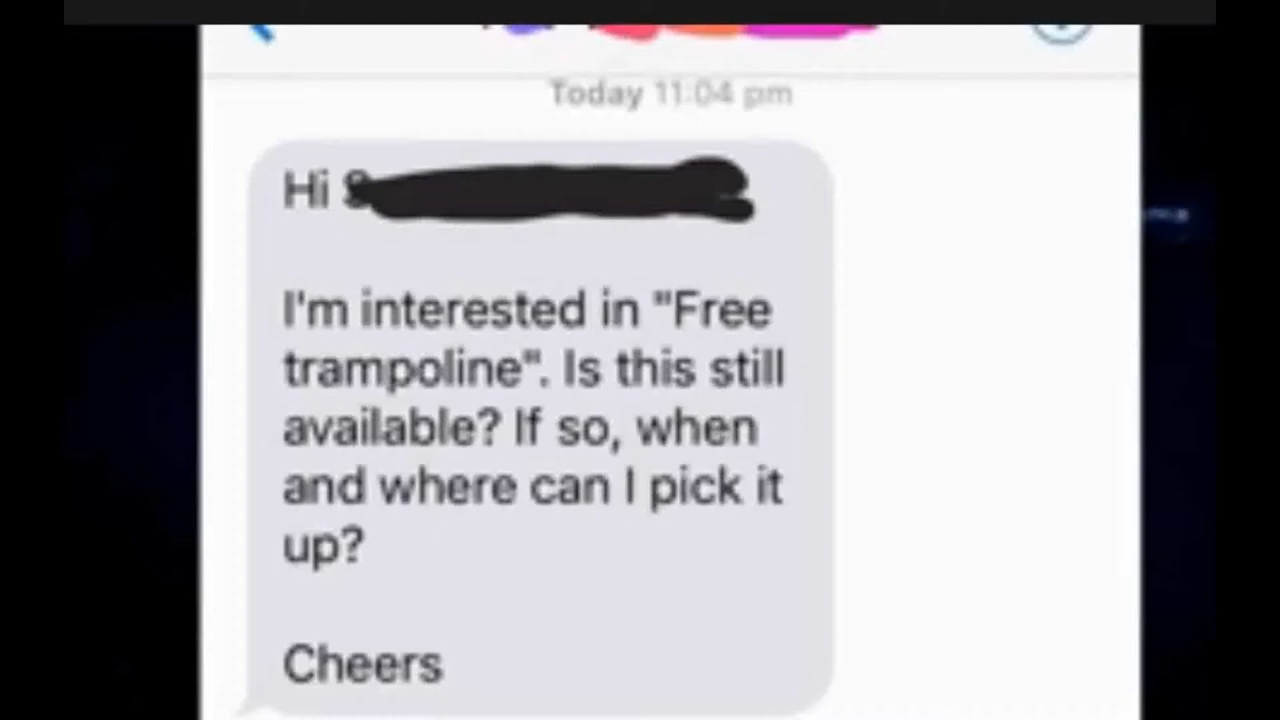 Today 11:04 pm
Hi
I'm interested in "Free
trampoline". Is this still
available? If so, when
and where can I pick it
up?
Cheers